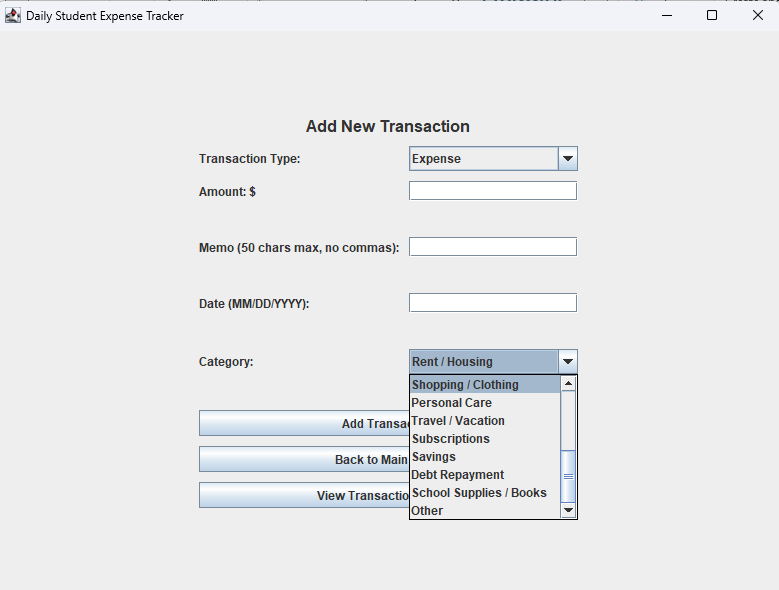 Daily Student Expense Tracker
Add New Transaction
Transaction Type:
Expense
Amount: $
Memo (50 chars max, no commas):
Date (MM/DD/YYYY):
Category:
Rent / Housing
Shopping / Clothing
Personal Care
Travel / Vacation
Subscriptions
Savings
Debt Repayment
School Supplies / Books
Other
Add Transa
Back to Main
View Transactio